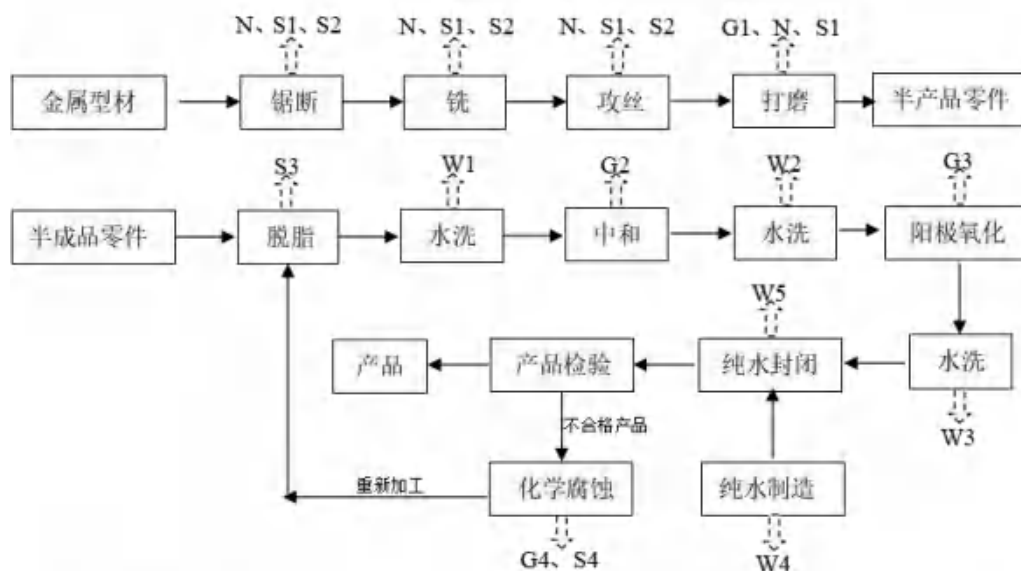 N、S1、S2 N、S1、S2 N、S1、S2 G1、N、S1
金属型材 锯断 铣 攻丝 打磨 半产品零件
S3 W1 G2 W2 G3
半成品零件 脱脂 水洗 中和 水洗 阳极氧化
W5
产品 产品检验 纯水封闭 水洗
不合格产品 W3
重新加工 化学腐蚀 纯水制造
G4、S4 W4